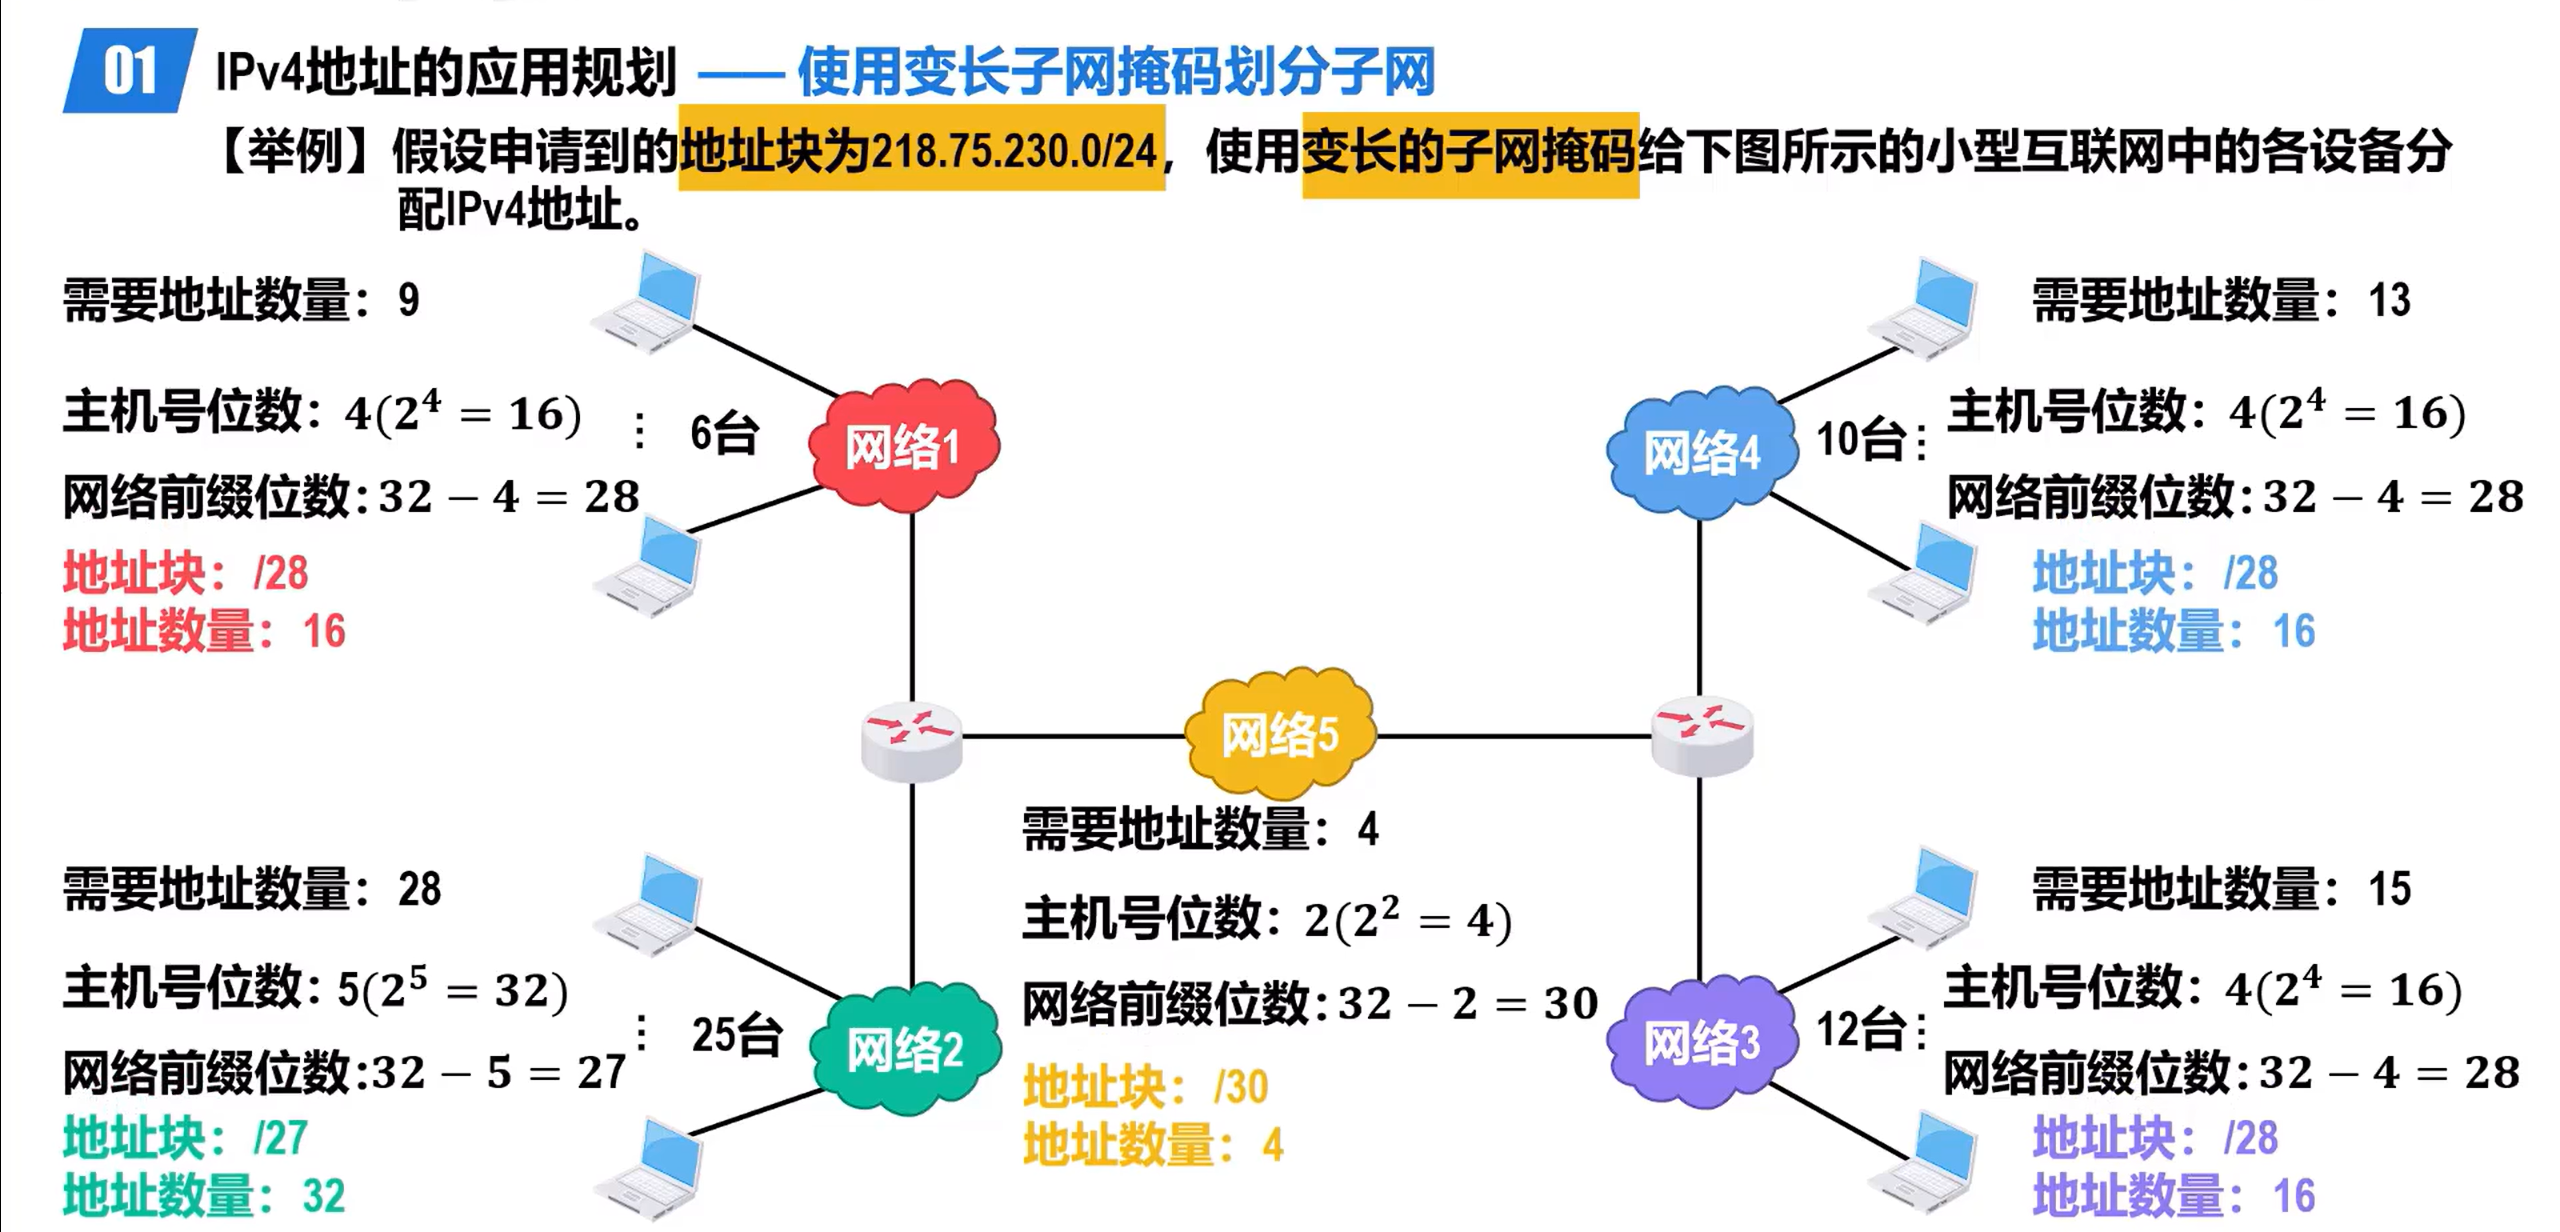 01
IPv4地址的应用规划 —— 使用变长子网掩码划分子网
【举例】假设申请到的地址块为218.75.230.0/24，使用变长的子网掩码给下图所示的小型互联网中的各设备分
配IPv4地址。
需要地址数量：9
主机号位数：4(2⁴ = 16)
网络前缀位数：32 − 4 = 28
地址块：/28
地址数量：16
⋮ 6台
网络1
网络4
10台⋮
需要地址数量：13
主机号位数：4(2⁴ = 16)
网络前缀位数：32 − 4 = 28
地址块：/28
地址数量：16
网络5
需要地址数量：4
主机号位数：2(2² = 4)
网络前缀位数：32 − 2 = 30
地址块：/30
地址数量：4
需要地址数量：28
主机号位数：5(2⁵ = 32)
网络前缀位数：32 − 5 = 27
地址块：/27
地址数量：32
⋮ 25台
网络2
网络3
12台⋮
需要地址数量：15
主机号位数：4(2⁴ = 16)
网络前缀位数：32 − 4 = 28
地址块：/28
地址数量：16